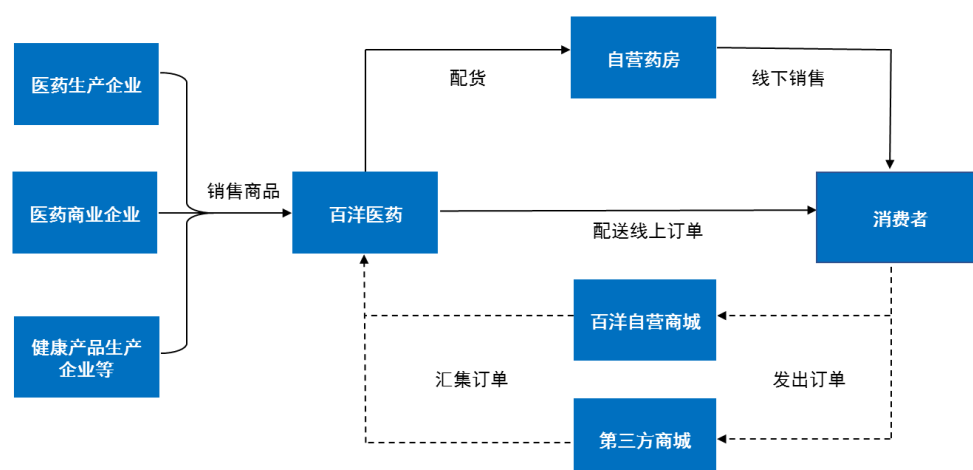 医药生产企业
自营药房
配货
线下销售
医药商业企业
销售商品
百洋医药
配送线上订单
消费者
健康产品生产
企业等
百洋自营商城
汇集订单
发出订单
第三方商城